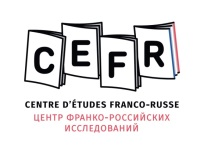 CEFR
CENTRE D'ÉTUDES FRANCO-RUSSE
ЦЕНТР ФРАНКО-РОССИЙСКИХ
ИССЛЕДОВАНИЙ